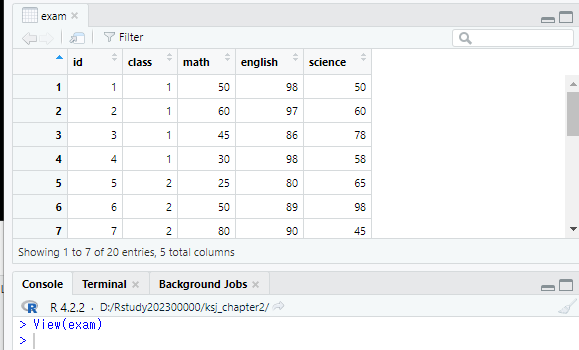 exam
Filter
id class math english science
1 1 1 50 98 50
2 2 1 60 97 60
3 3 1 45 86 78
4 4 1 30 98 58
5 5 2 25 80 65
6 6 2 50 89 98
7 7 2 80 90 45
Showing 1 to 7 of 20 entries, 5 total columns
Console Terminal Background Jobs
R R 4.2.2 · D:/Rstudy202300000/ksj_chapter2/
> View(exam)
>